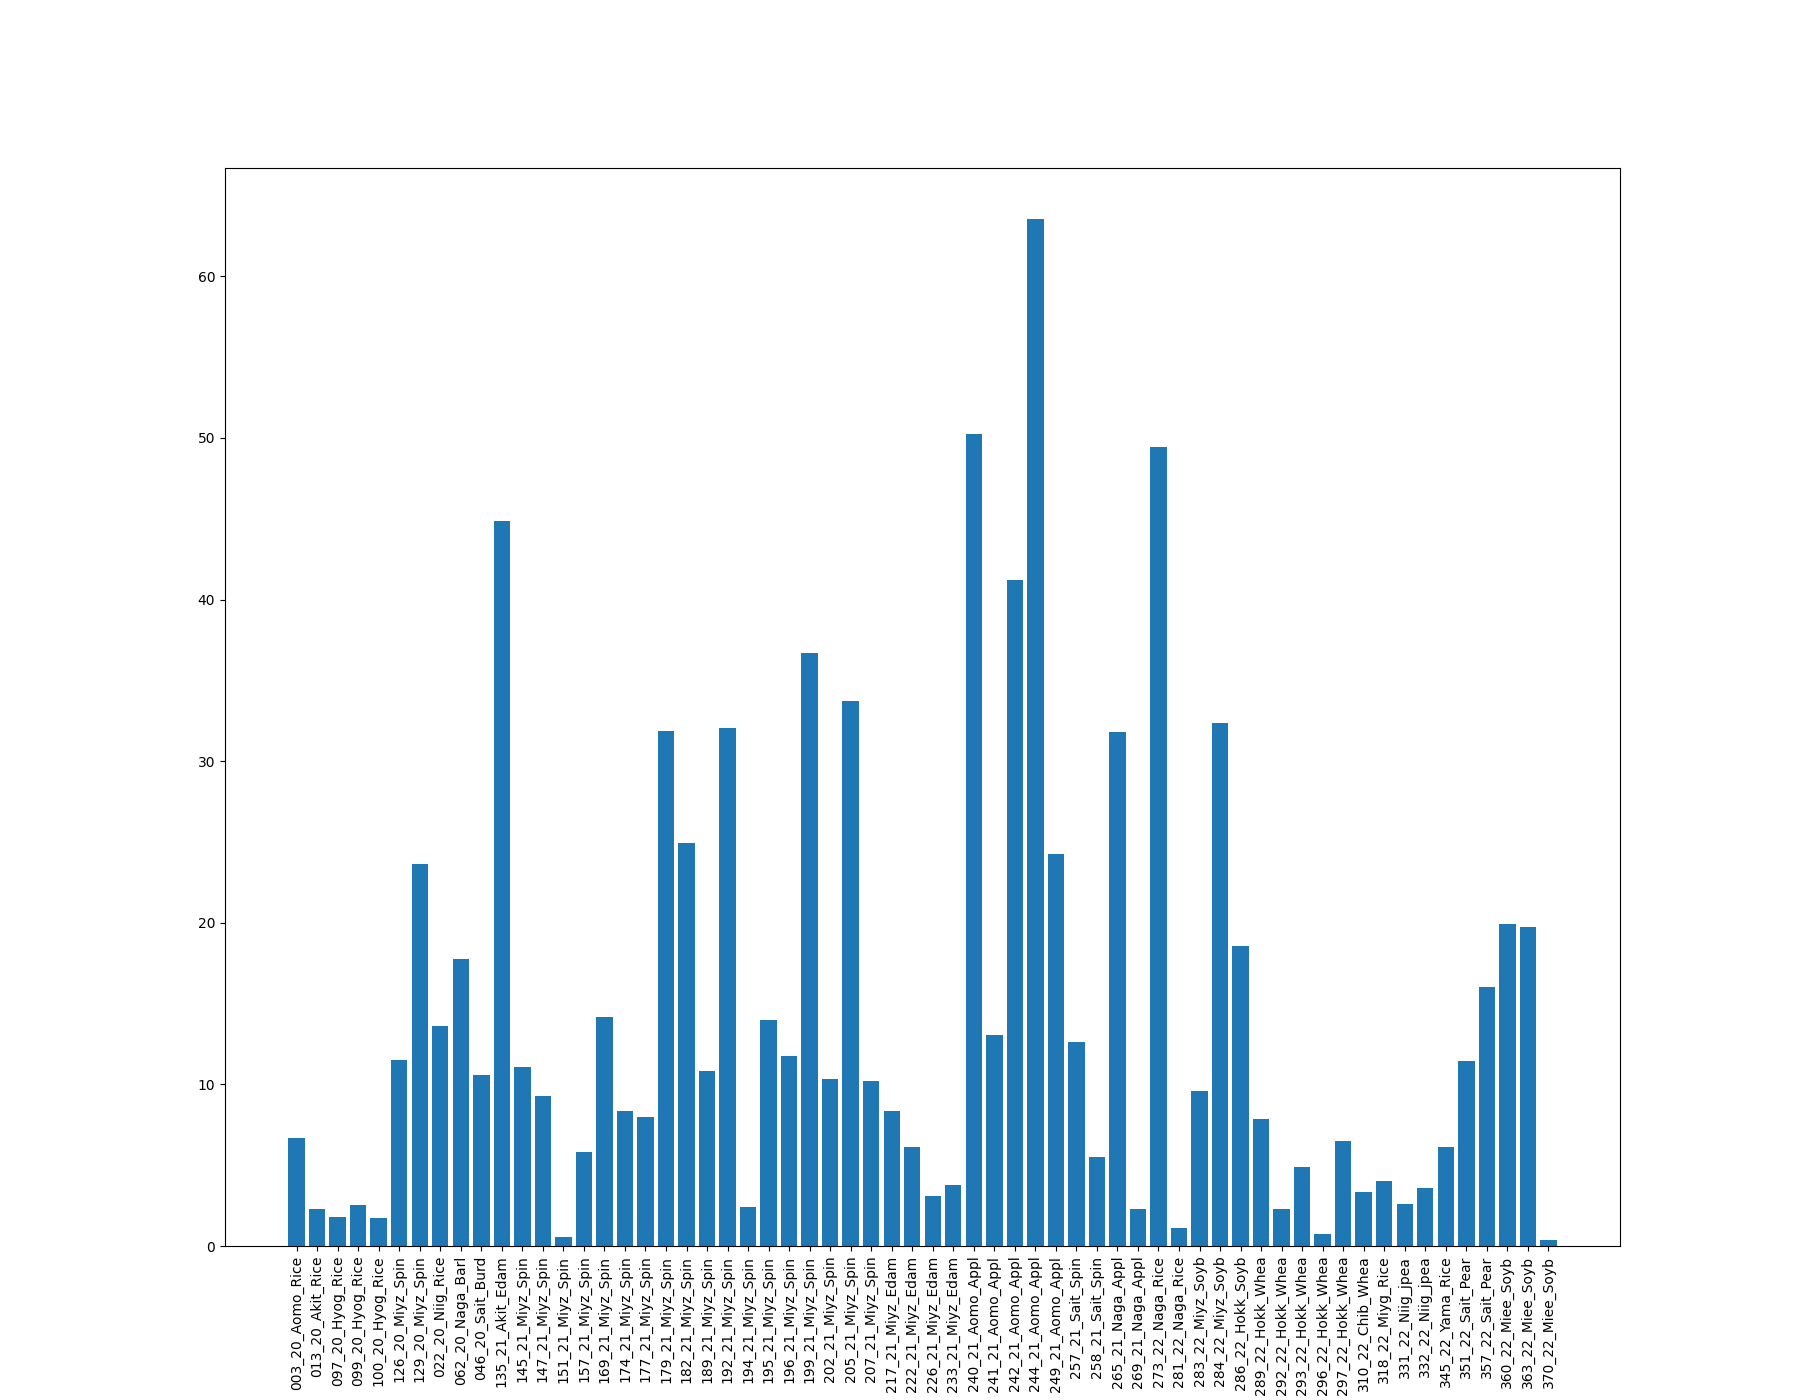 60
50
40
30
20
10
0
003_20_Aomo_Rice
013_20_Akit_Rice
097_20_Hyog_Rice
099_20_Hyog_Rice
100_20_Hyog_Rice
126_20_Miyz_Spin
129_20_Miyz_Spin
022_20_Niig_Rice
062_20_Naga_Barl
046_20_Sait_Burd
135_21_Akit_Edam
145_21_Miyz_Spin
147_21_Miyz_Spin
151_21_Miyz_Spin
157_21_Miyz_Spin
169_21_Miyz_Spin
174_21_Miyz_Spin
177_21_Miyz_Spin
179_21_Miyz_Spin
182_21_Miyz_Spin
189_21_Miyz_Spin
192_21_Miyz_Spin
194_21_Miyz_Spin
195_21_Miyz_Spin
196_21_Miyz_Spin
199_21_Miyz_Spin
202_21_Miyz_Spin
205_21_Miyz_Spin
207_21_Miyz_Spin
217_21_Miyz_Edam
222_21_Miyz_Edam
226_21_Miyz_Edam
233_21_Miyz_Edam
240_21_Aomo_Appl
241_21_Aomo_Appl
242_21_Aomo_Appl
244_21_Aomo_Appl
249_21_Aomo_Appl
257_21_Sait_Spin
258_21_Sait_Spin
265_21_Naga_Appl
269_21_Naga_Appl
273_22_Naga_Rice
281_22_Naga_Rice
283_22_Miyz_Soyb
284_22_Miyz_Soyb
286_22_Hokk_Soyb
289_22_Hokk_Whea
292_22_Hokk_Whea
293_22_Hokk_Whea
296_22_Hokk_Whea
297_22_Hokk_Whea
310_22_Chib_Whea
318_22_Miyg_Rice
331_22_Niig_jpea
332_22_Niig_jpea
345_22_Yama_Rice
351_22_Sait_Pear
357_22_Sait_Pear
360_22_Miee_Soyb
363_22_Miee_Soyb
370_22_Miee_Soyb